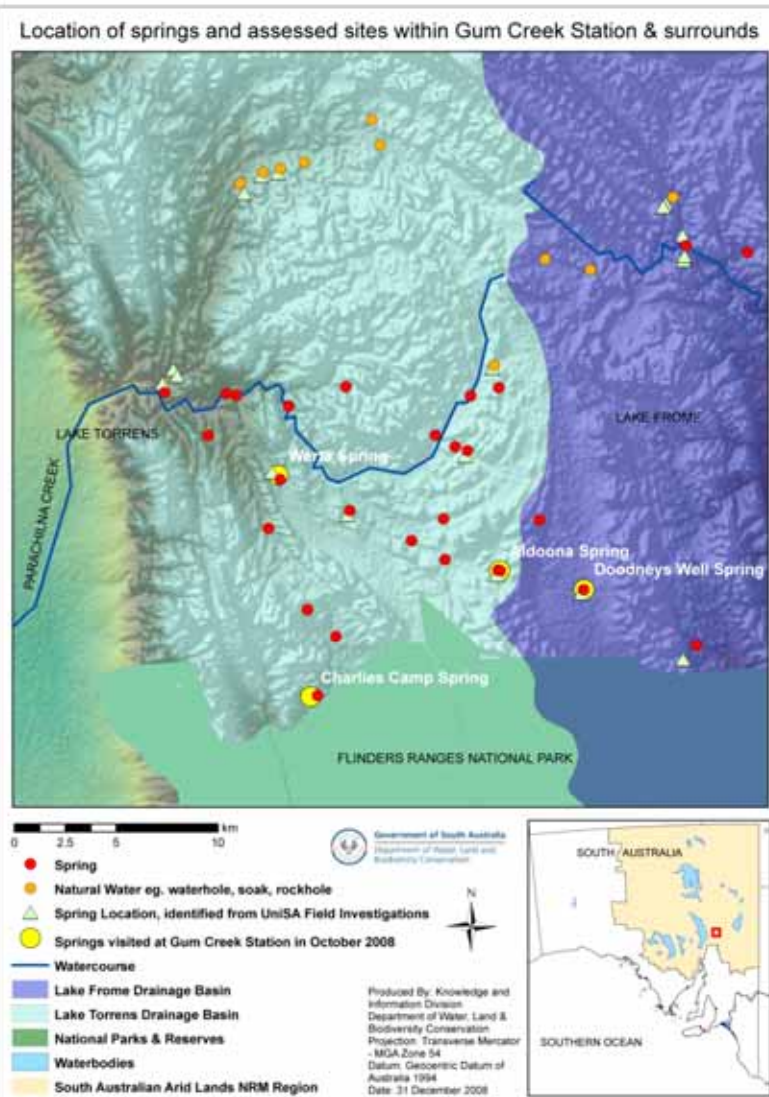 Location of springs and assessed sites within Gum Creek Station & surrounds
LAKE TORRENS
LAKE FROME
PARACHILNA CREEK
Werta Spring
Aldoona Spring
Doodneys Well Spring
Charlies Camp Spring
FLINDERS RANGES NATIONAL PARK
km
0 2.5 5 10
Government of South Australia
Department of Water, Land and
Biodiversity Conservation
Spring
Natural Water eg. waterhole, soak, rockhole
Spring Location, identified from UniSA Field Investigations
Springs visited at Gum Creek Station in October 2008
Watercourse
Lake Frome Drainage Basin
Lake Torrens Drainage Basin
National Parks & Reserves
Waterbodies
South Australian Arid Lands NRM Region
N
Produced By: Knowledge and
Information Division
Department of Water, Land &
Biodiversity Conservation
Projection: Transverse Mercator
- MGA Zone 54
Datum: Geocentric Datum of
Australia 1994
Date: 31 December 2008
SOUTH AUSTRALIA
SOUTHERN OCEAN